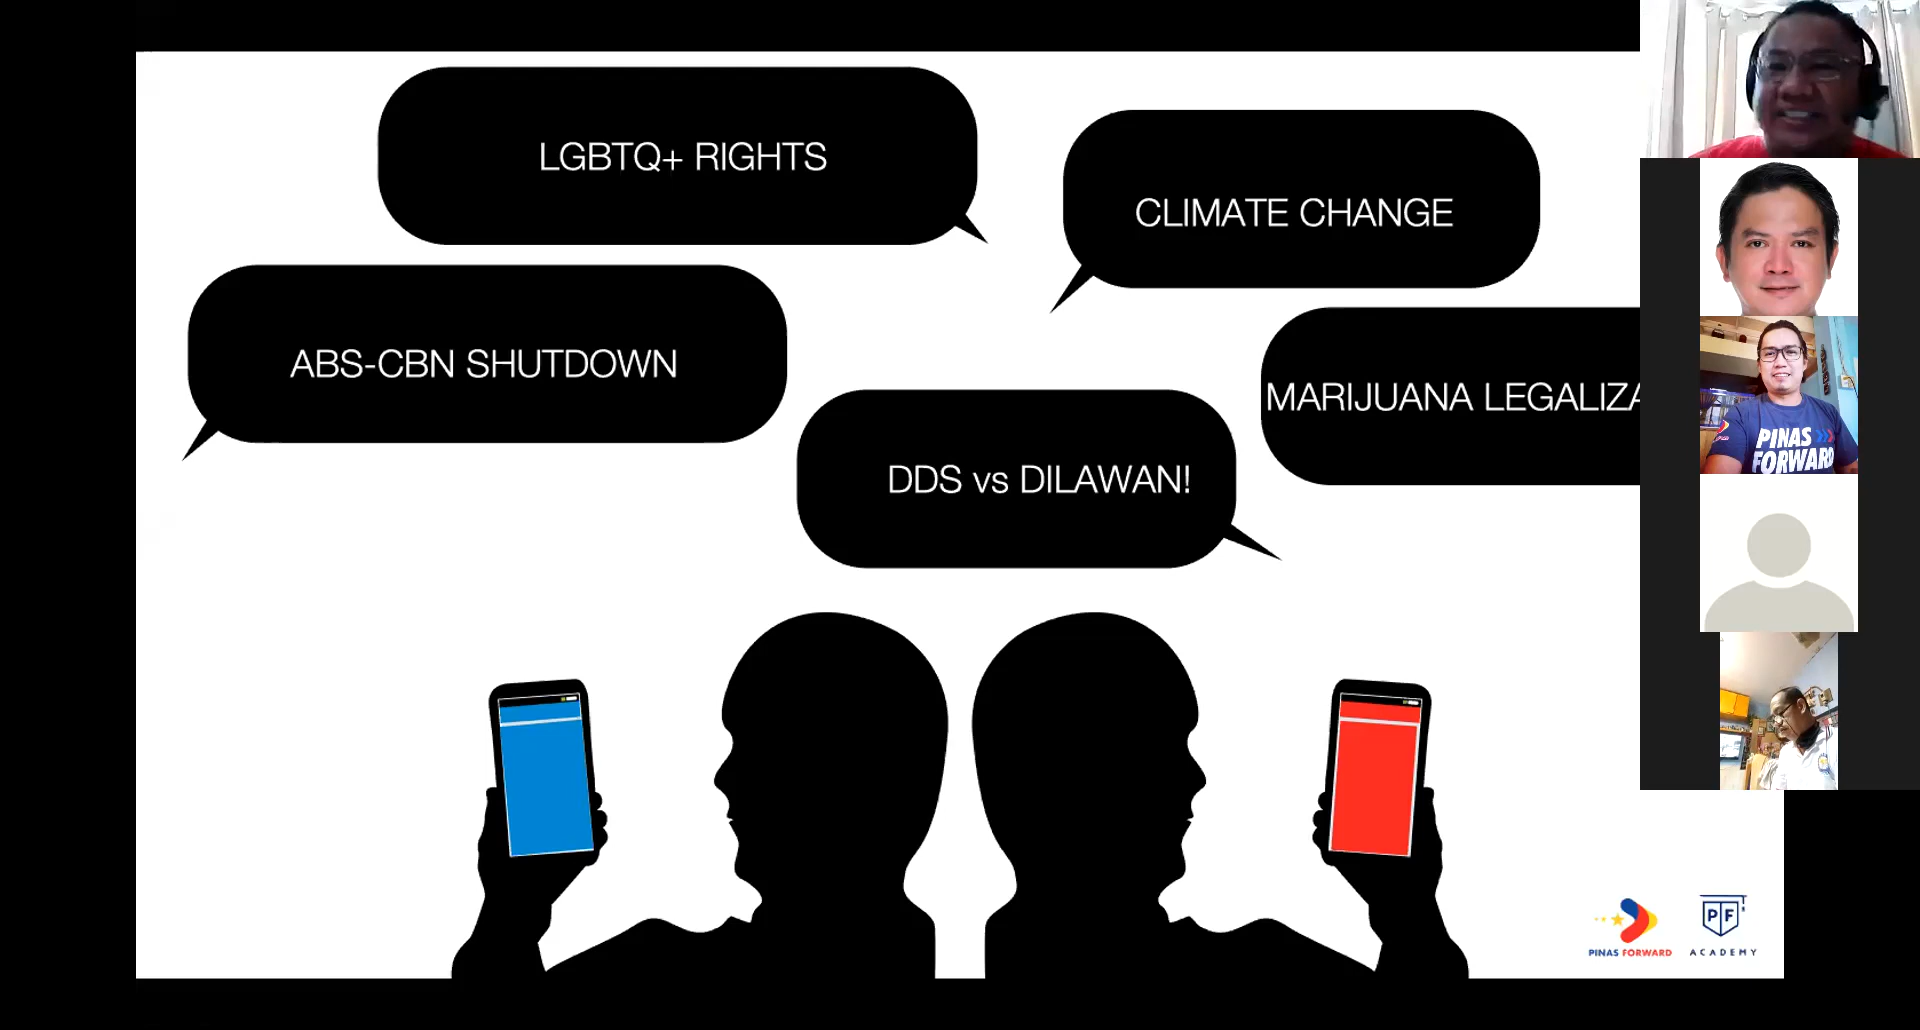 LGBTQ+ RIGHTS
CLIMATE CHANGE
ABS-CBN SHUTDOWN
MARIJUANA LEGALIZA
DDS vs DILAWAN!
PINAS
FORWARD
PINAS FORWARD
PF
ACADEMY